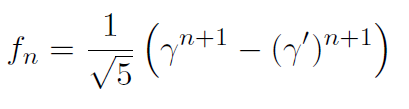 $f_n = \frac{1}{\sqrt{5}} \left( \gamma^{n+1} - (\gamma')^{n+1} \right)$